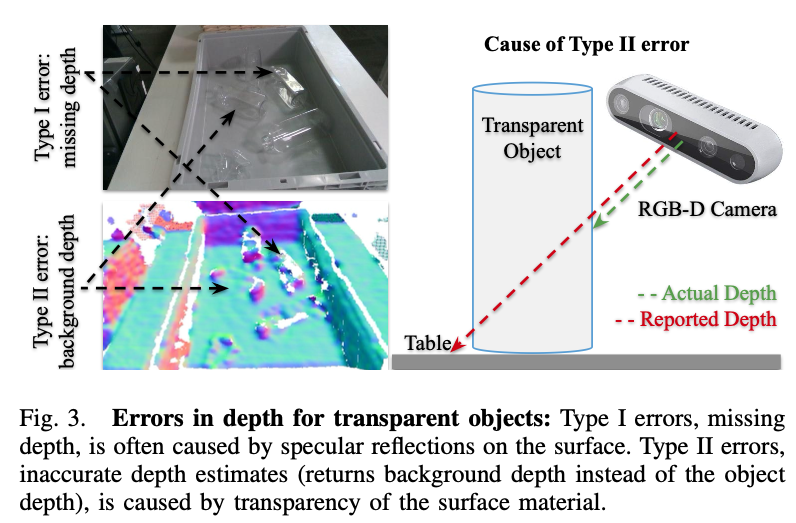 Type I error:
missing depth
Type II error:
background depth
Cause of Type II error
Transparent
Object
RGB-D Camera
- - Actual Depth
- - Reported Depth
Table
Fig. 3. Errors in depth for transparent objects: Type I errors, missing
depth, is often caused by specular reflections on the surface. Type II errors,
inaccurate depth estimates (returns background depth instead of the object
depth), is caused by transparency of the surface material.